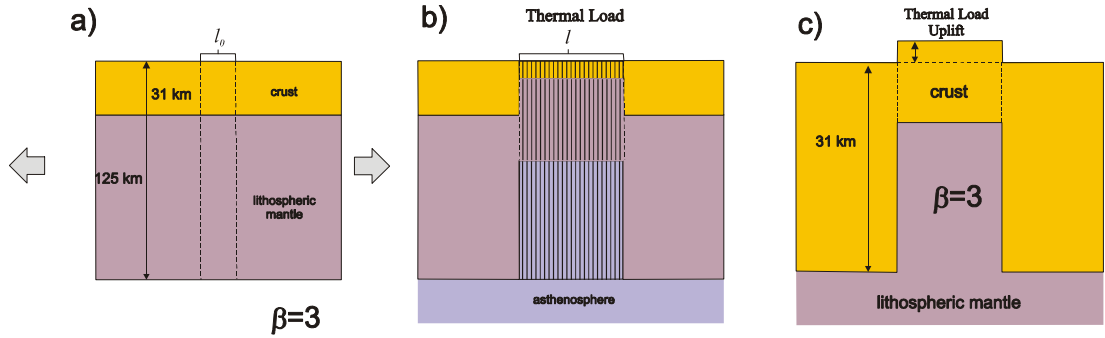 a)
l₀
31 km
crust
125 km
lithospheric
mantle
β=3
b)
Thermal Load
l
asthenosphere
c)
Thermal Load
Uplift
crust
31 km
β=3
lithospheric mantle